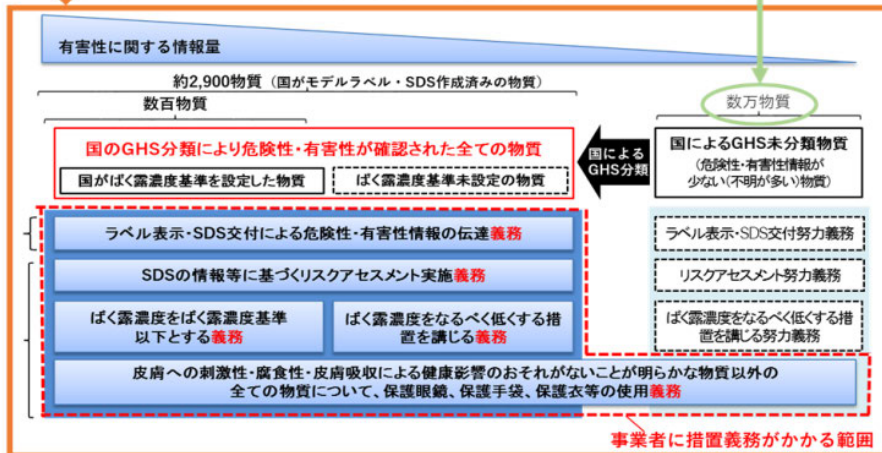 有害性に関する情報量
約2,900物質（国がモデルラベル・SDS作成済みの物質）
数百物質
数万物質
国のGHS分類により危険性・有害性が確認された全ての物質
国がばく露濃度基準を設定した物質
ばく露濃度基準未設定の物質
国による
GHS分類
国によるGHS未分類物質
(危険性・有害性情報が
少ない(不明が多い)物質)
ラベル表示・SDS交付による危険性・有害性情報の伝達義務
ラベル表示・SDS交付努力義務
SDSの情報等に基づくリスクアセスメント実施義務
リスクアセスメント努力義務
ばく露濃度をばく露濃度基準
以下とする義務
ばく露濃度をなるべく低くする
措置を講じる義務
ばく露濃度をなるべく低くする措
置を講じる努力義務
皮膚への刺激性・腐食性・皮膚吸収による健康影響のおそれがないことが明らかな物質以外の
全ての物質について、保護眼鏡、保護手袋、保護衣等の使用義務
事業者に措置義務がかかる範囲